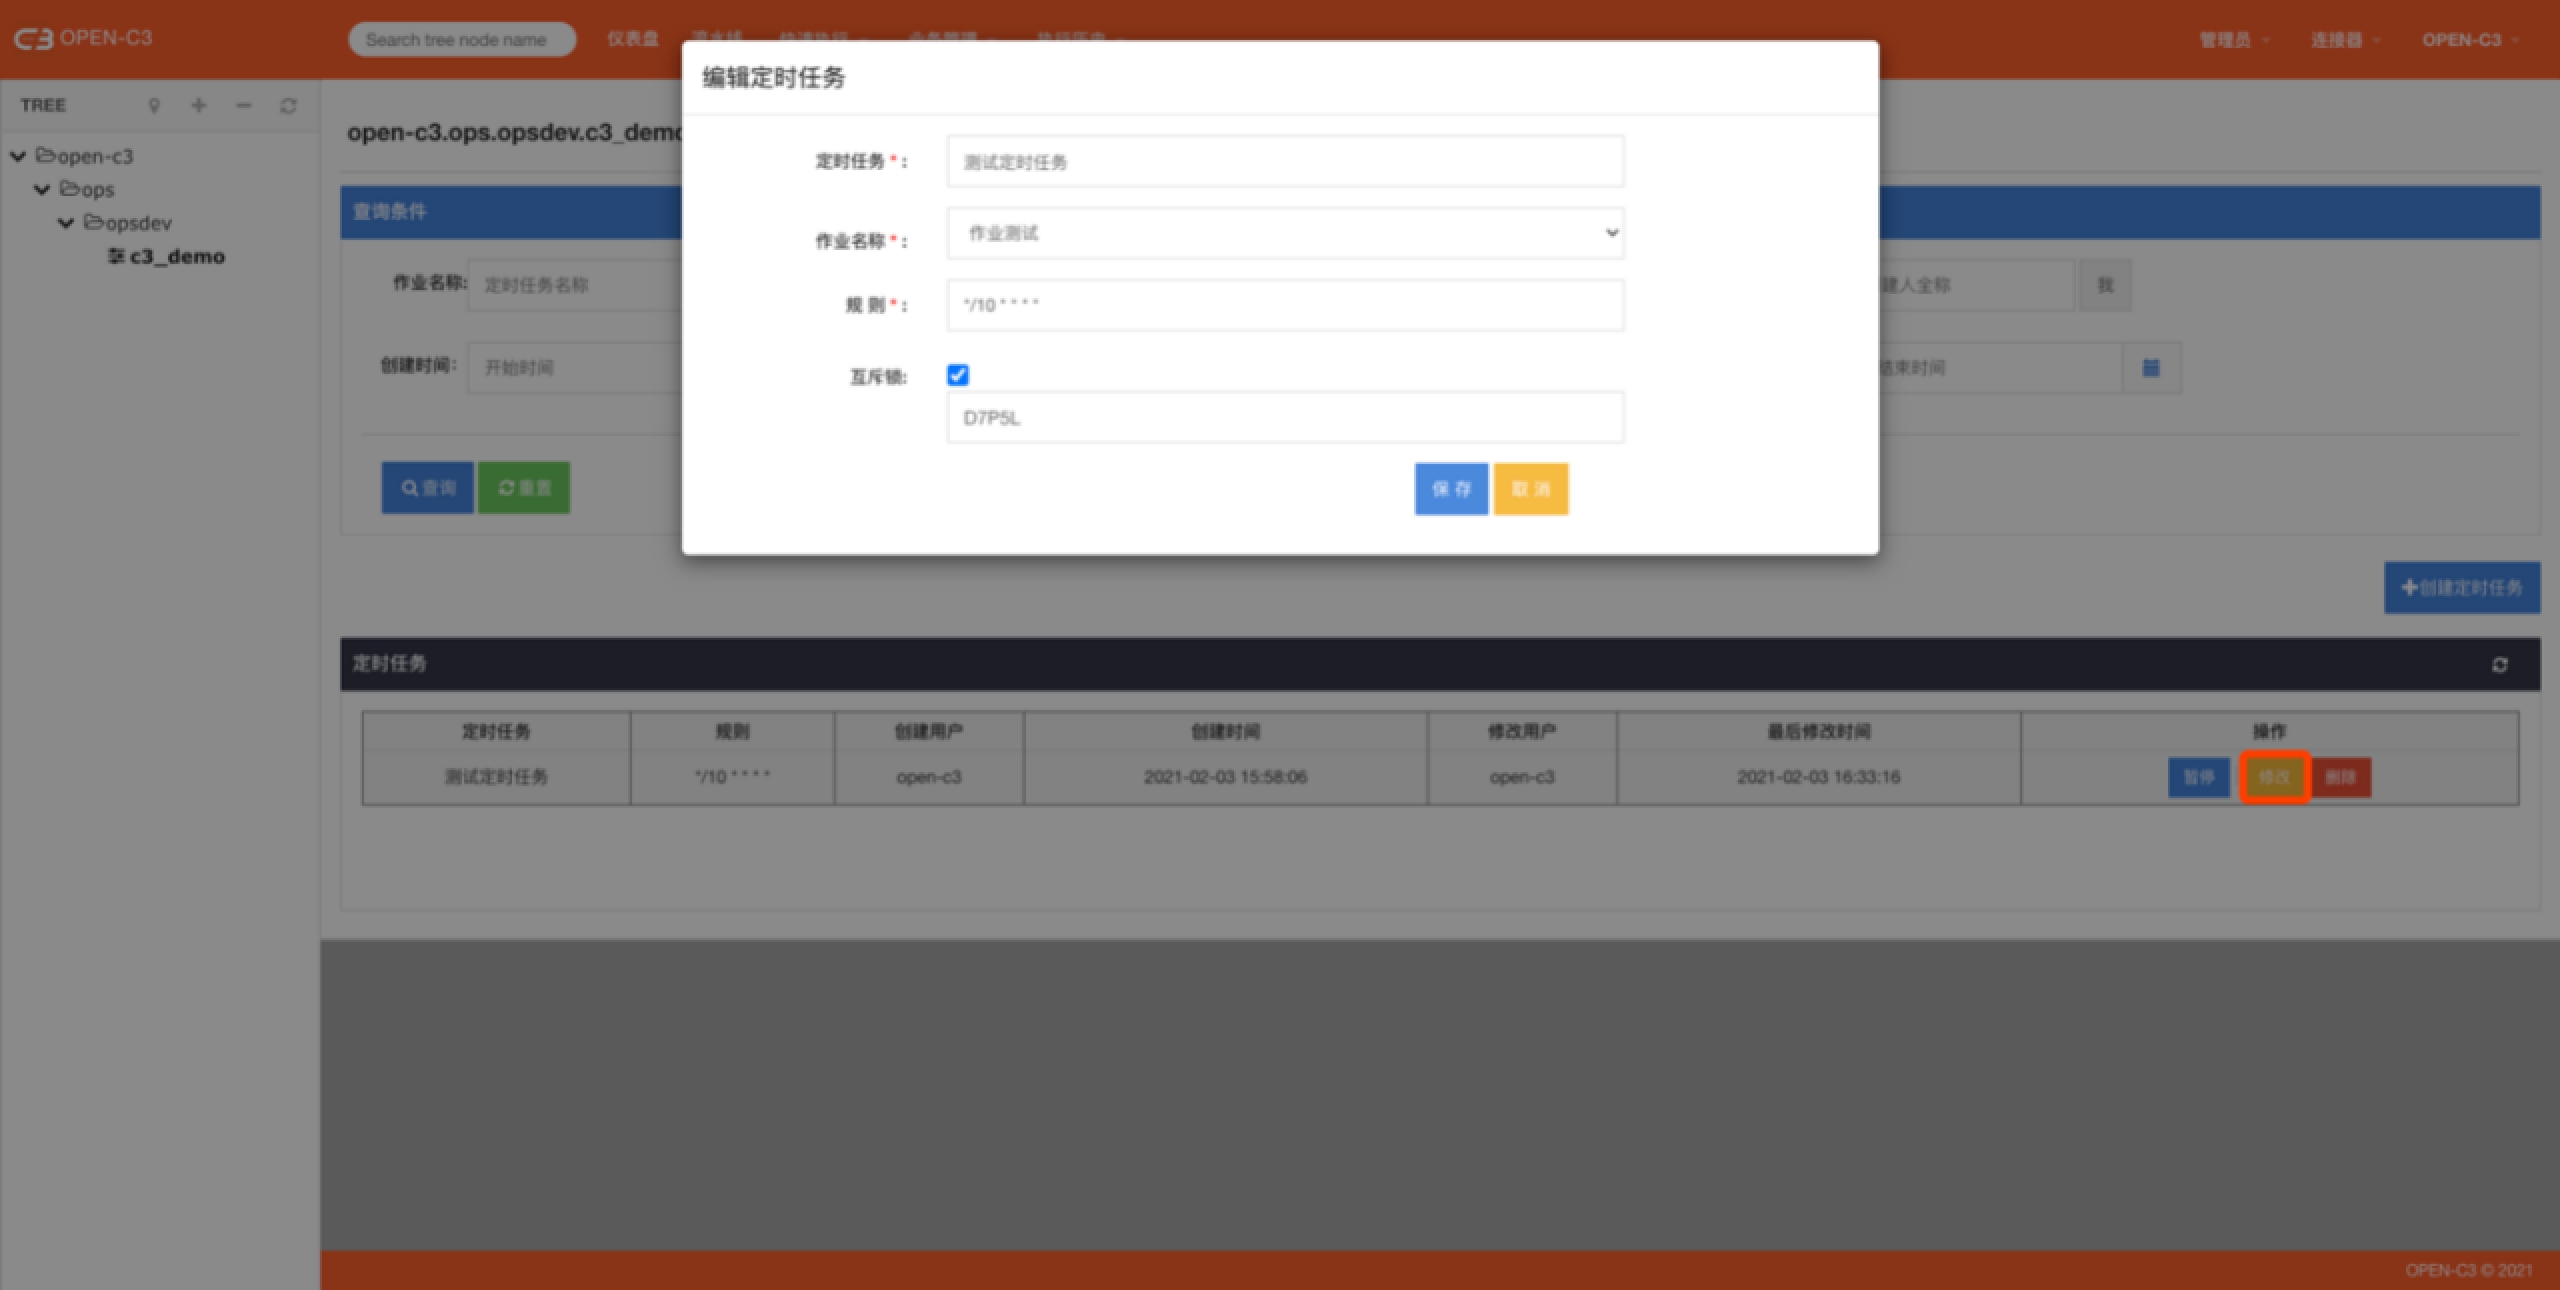 OPEN-C3
Search tree node name
仪表盘
管理员
连接器
OPEN-C3
TREE
open-c3
ops
opsdev
c3_demo
open-c3.ops.opsdev.c3_demo
编辑定时任务
定时任务*：
测试定时任务
作业名称*：
作业测试
规 则*：
*/10 * * * *
互斥锁:
D7P5L
保 存
取 消
查询条件
作业名称:
定时任务名称
建人全称
我
创建时间:
开始时间
结束时间
查询
重置
创建定时任务
定时任务
定时任务 规则 创建用户 创建时间 修改用户 最后修改时间 操作
测试定时任务 */10 * * * * open-c3 2021-02-03 15:58:06 open-c3 2021-02-03 16:33:16 暂停 修改 删除
OPEN-C3 © 2021